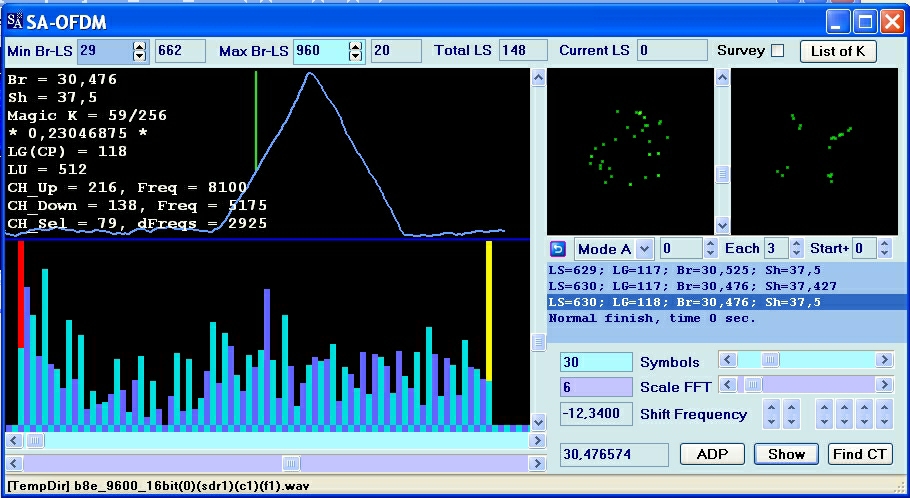 SA SA-OFDM
Min Br-LS 29 662 Max Br-LS 960 20 Total LS 148 Current LS 0 Survey List of K
Br = 30,476
Sh = 37,5
Magic K = 59/256
* 0,23046875 *
LG(CP) = 118
LU = 512
CH_Up = 216, Freq = 8100
CH_Down = 138, Freq = 5175
CH_Sel = 79, dFreqs = 2925
Mode A 0 Each 3 Start+ 0
LS=629; LG=117; Br=30,525; Sh=37,5
LS=630; LG=117; Br=30,476; Sh=37,427
LS=630; LG=118; Br=30,476; Sh=37,5
Normal finish, time 0 sec.
30 Symbols
6 Scale FFT
-12,3400 Shift Frequency
30,476574 ADP Show Find CT
[TempDir] b8e_9600_16bit(0)(sdr1)(c1)(f1).wav